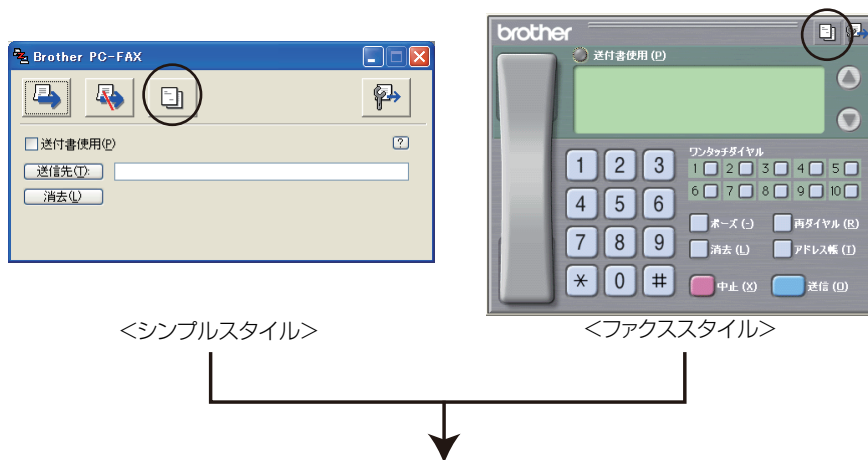 Brother PC-FAX
送付書使用(P)
?
送信先(T):
消去(L)
<シンプルスタイル>
brother
送付書使用 (P)
ワンタッチダイヤル
1 2 3 4 5
6 7 8 9 10
1 2 3
4 5 6
7 8 9
* 0 #
ポーズ (-) 再ダイヤル (R)
消去 (L) アドレス帳 (I)
中止 (X) 送信 (O)
<ファクススタイル>